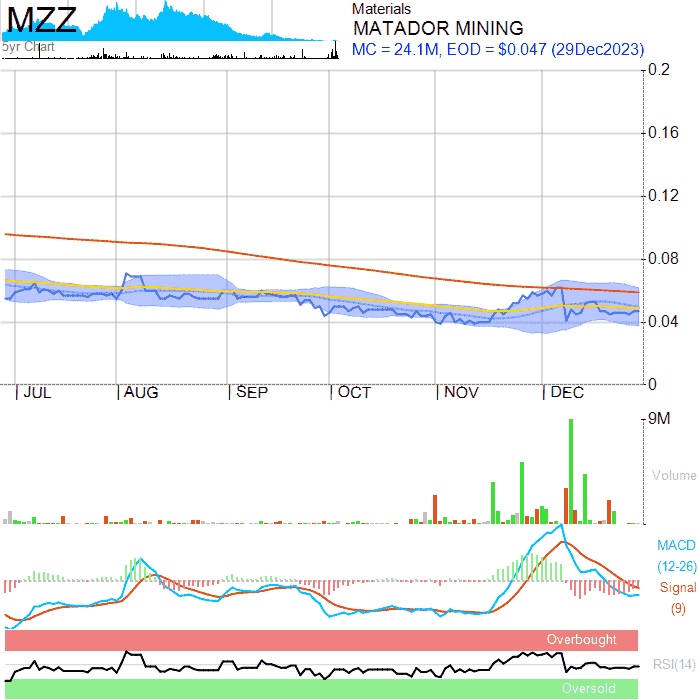 MZZ
5yr Chart
Materials
MATADOR MINING
MC = 24.1M, EOD = $0.047 (29Dec2023)
0.2
0.16
0.12
0.08
0.04
0
JUL
AUG
SEP
OCT
NOV
DEC
9M
Volume
MACD
(12-26)
Signal
(9)
Overbought
RSI(14)
Oversold